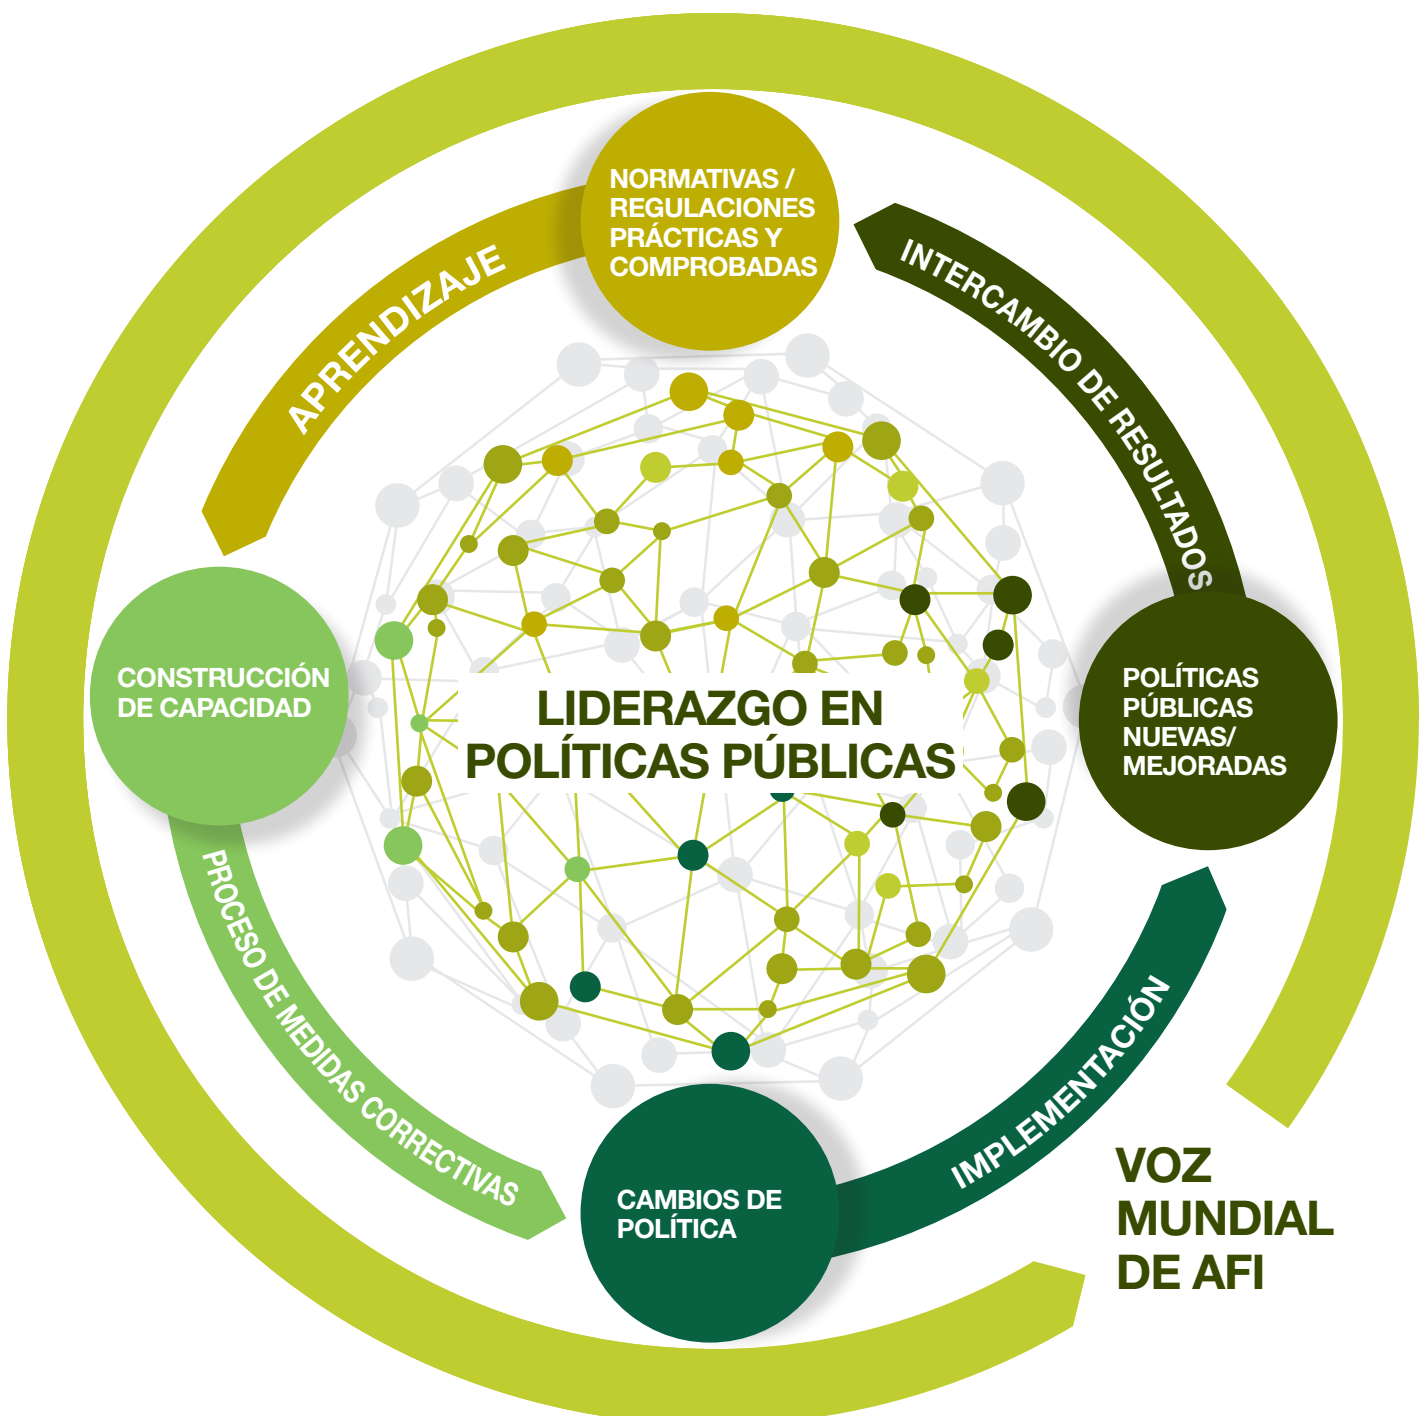 NORMATIVAS /
REGULACIONES
PRÁCTICAS Y
COMPROBADAS
APRENDIZAJE
INTERCAMBIO DE RESULTADOS
CONSTRUCCIÓN
DE CAPACIDAD
LIDERAZGO EN
POLÍTICAS PÚBLICAS
POLÍTICAS
PÚBLICAS
NUEVAS/
MEJORADAS
PROCESO DE MEDIDAS CORRECTIVAS
IMPLEMENTACIÓN
CAMBIOS DE
POLÍTICA
VOZ
MUNDIAL
DE AFI